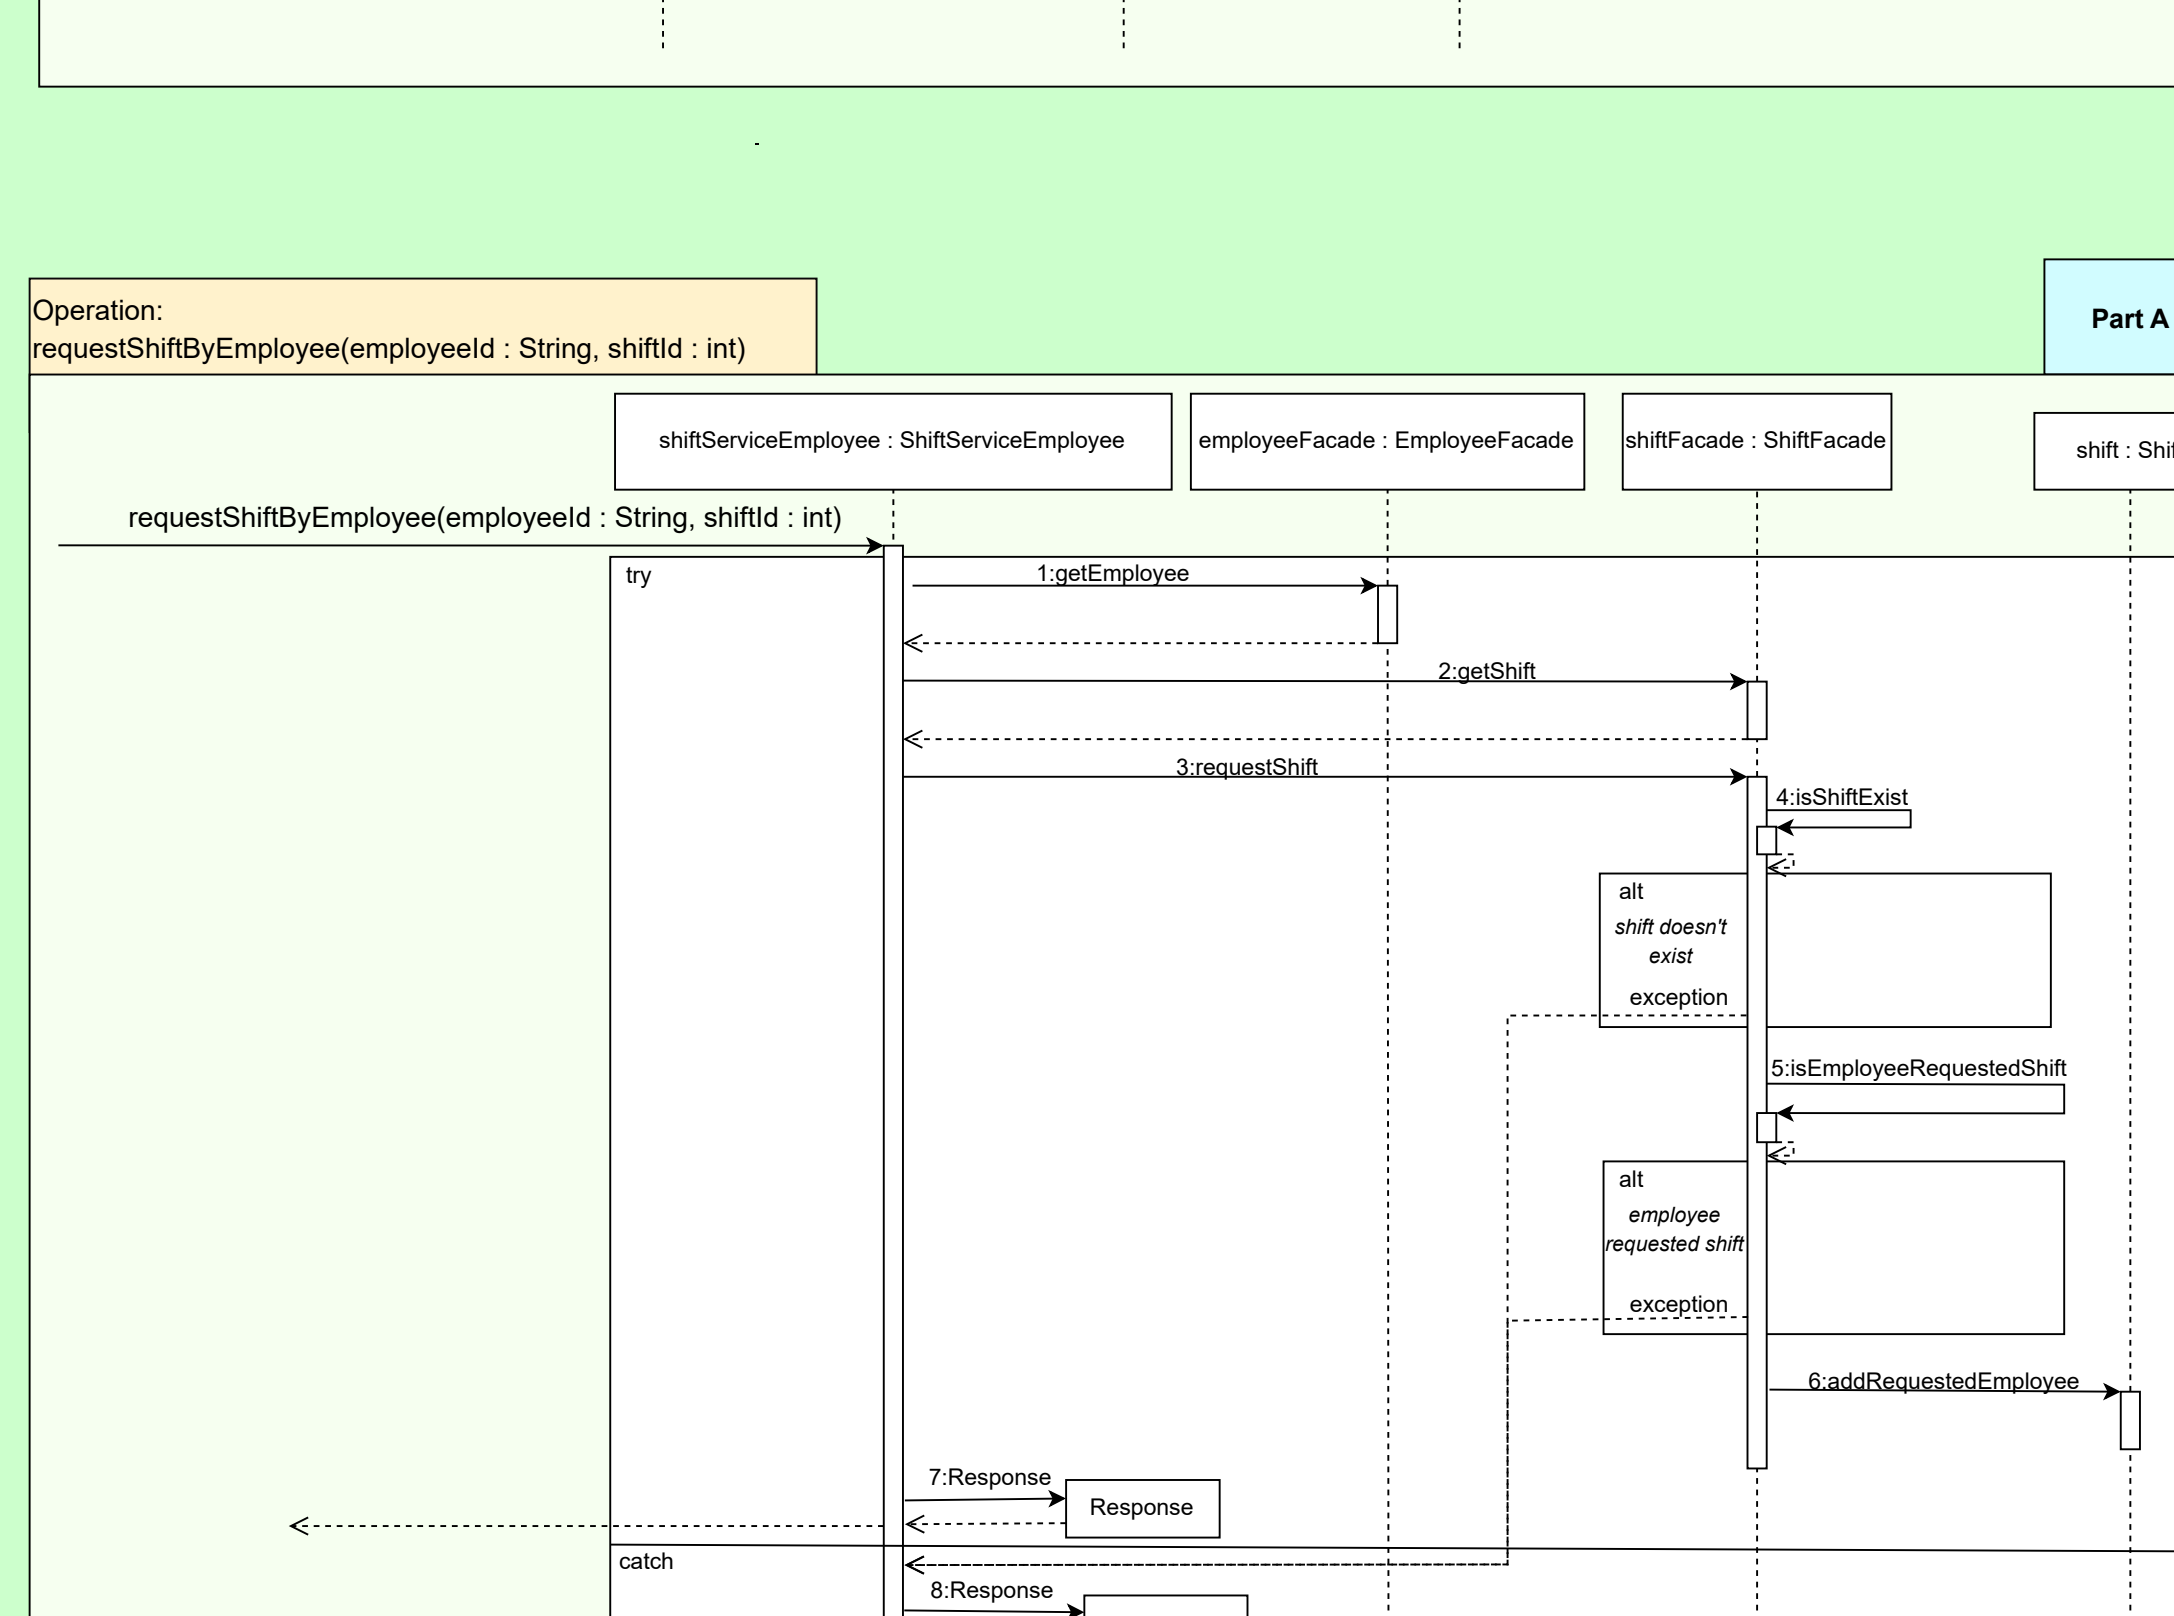 Operation:
requestShiftByEmployee(employeeId : String, shiftId : int)
Part A
shiftServiceEmployee : ShiftServiceEmployee
employeeFacade : EmployeeFacade
shiftFacade : ShiftFacade
shift : Shif
requestShiftByEmployee(employeeId : String, shiftId : int)
try
1:getEmployee
2:getShift
3:requestShift
4:isShiftExist
alt
shift doesn't
exist
exception
5:isEmployeeRequestedShift
alt
employee
requested shift
exception
6:addRequestedEmployee
7:Response
Response
catch
8:Response